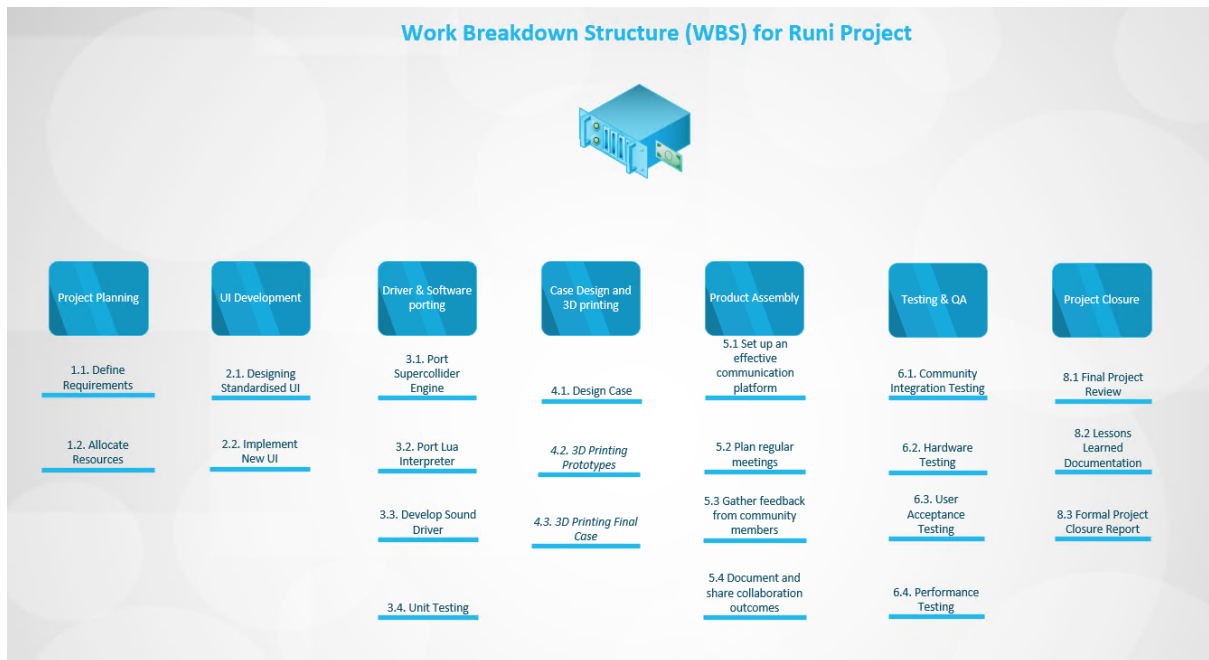 Work Breakdown Structure (WBS) for Runi Project
Project Planning
1.1. Define
Requirements
1.2. Allocate
Resources
UI Development
2.1. Designing
Standardised UI
2.2. Implement
New UI
Driver & Software
porting
3.1. Port
Supercollider
Engine
3.2. Port Lua
Interpreter
3.3. Develop Sound
Driver
3.4. Unit Testing
Case Design and
3D printing
4.1. Design Case
4.2. 3D Printing
Prototypes
4.3. 3D Printing Final
Case
Product Assembly
5.1 Set up an
effective
communication
platform
5.2 Plan regular
meetings
5.3 Gather feedback
from community
members
5.4 Document and
share collaboration
outcomes
Testing & QA
6.1. Community
Integration Testing
6.2. Hardware
Testing
6.3. User
Acceptance
Testing
6.4. Performance
Testing
Project Closure
8.1 Final Project
Review
8.2 Lessons
Learned
Documentation
8.3 Formal Project
Closure Report